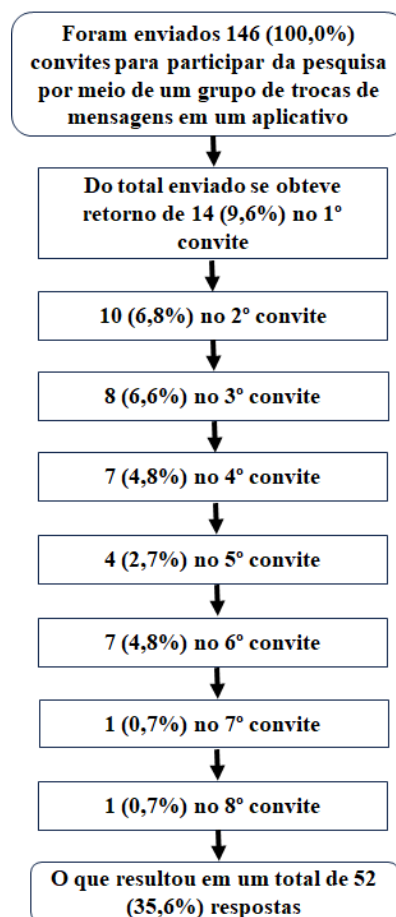 Foram enviados 146 (100,0%)
convites para participar da pesquisa
por meio de um grupo de trocas de
mensagens em um aplicativo
Do total enviado se obteve
retorno de 14 (9,6%) no 1º
convite
10 (6,8%) no 2º convite
8 (6,6%) no 3º convite
7 (4,8%) no 4º convite
4 (2,7%) no 5º convite
7 (4,8%) no 6º convite
1 (0,7%) no 7º convite
1 (0,7%) no 8º convite
O que resultou em um total de 52
(35,6%) respostas